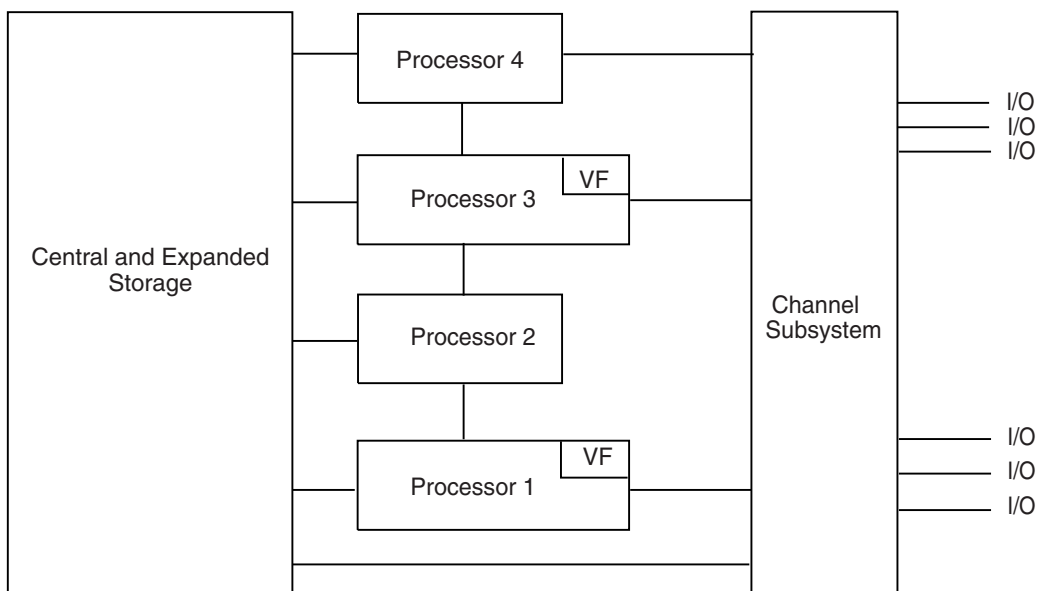 Processor 4
I/O
I/O
I/O
VF
Processor 3
Central and Expanded
Storage
Channel
Subsystem
Processor 2
I/O
VF
I/O
Processor 1
I/O